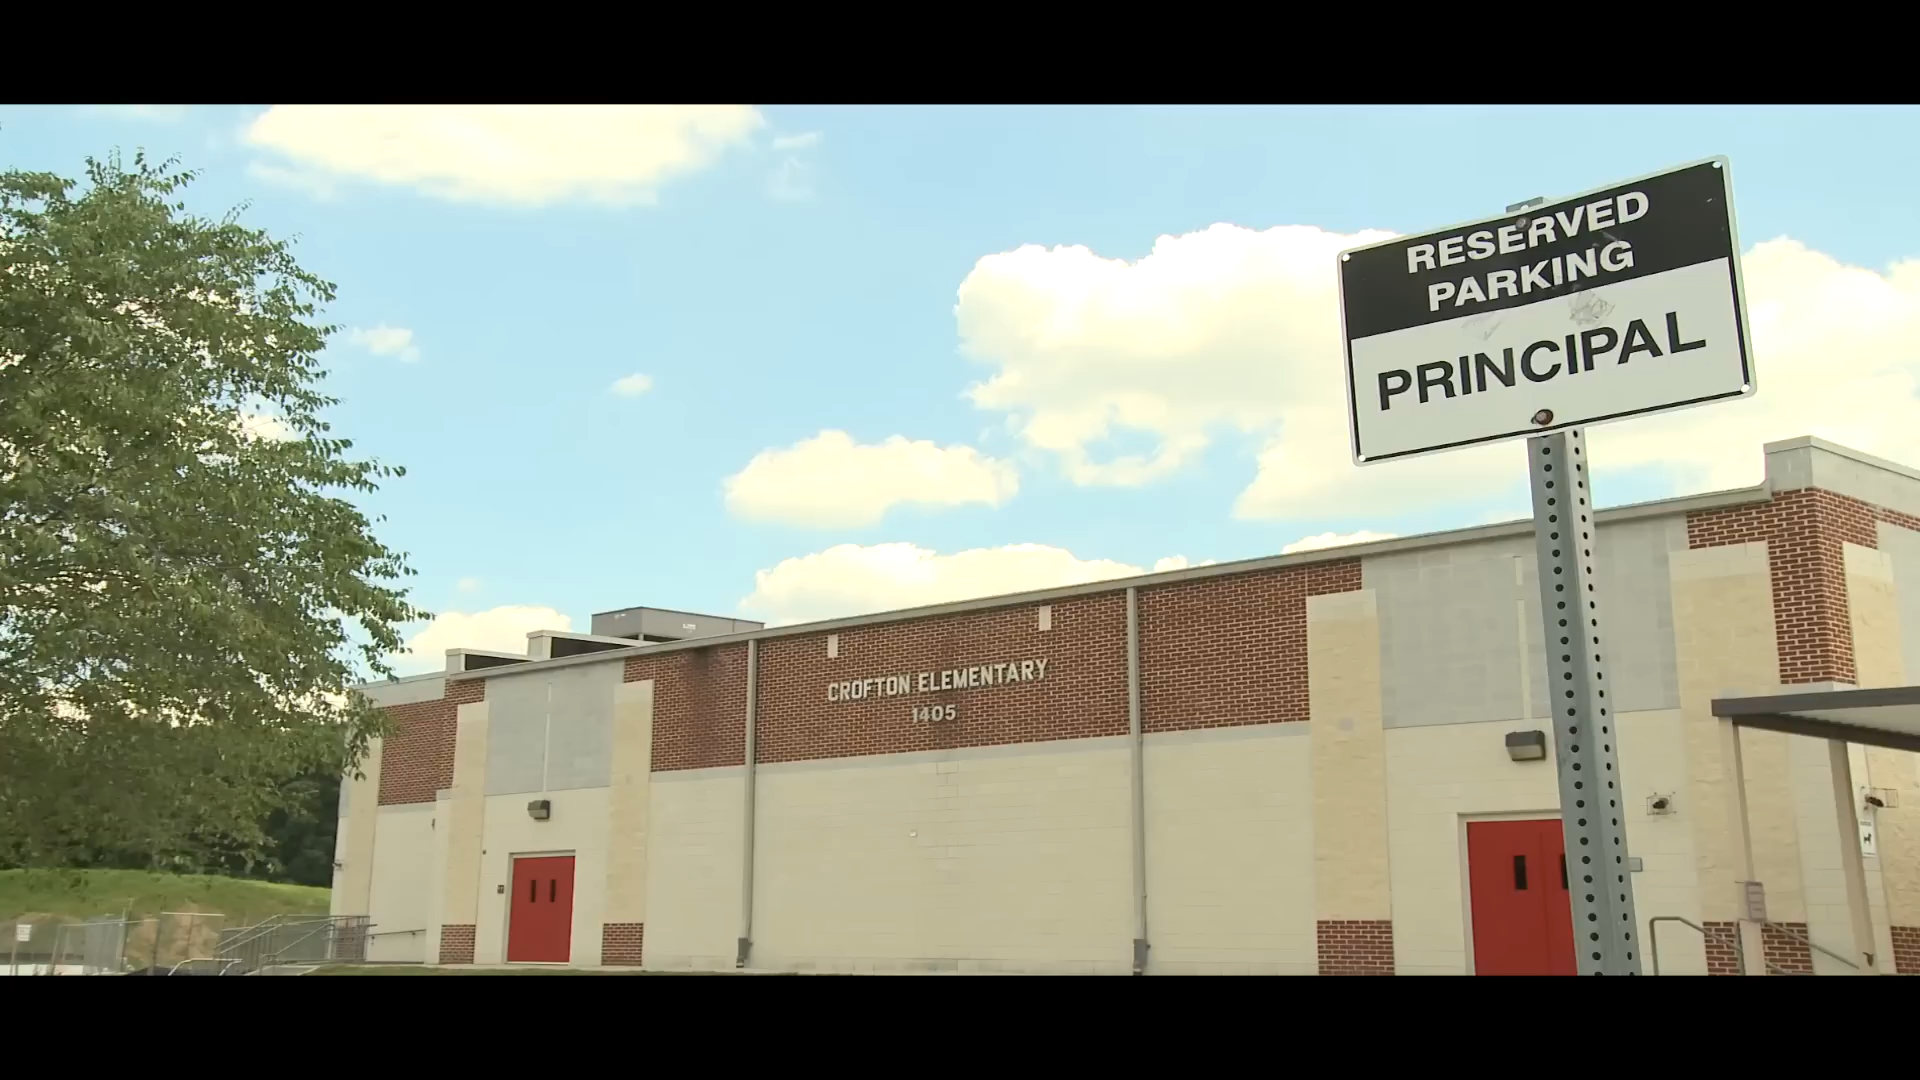 RESERVED
PARKING
PRINCIPAL
CROFTON ELEMENTARY
1405